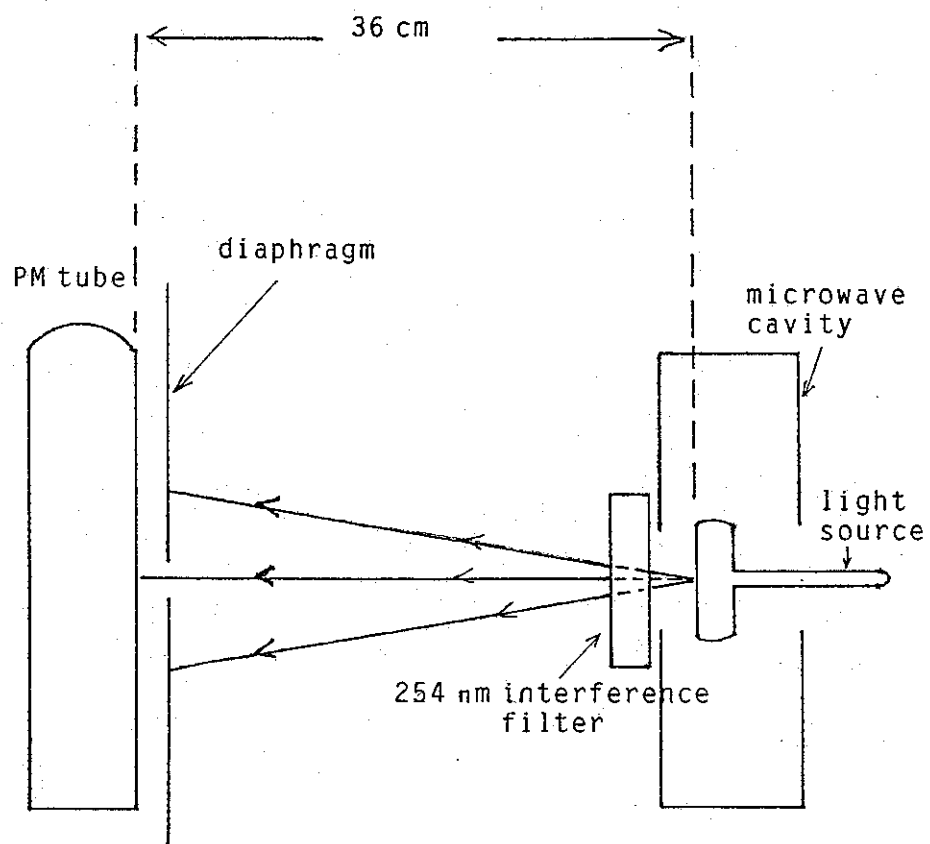 36 cm
diaphragm
PM tube
microwave
cavity
light
source
254 nm interference
filter